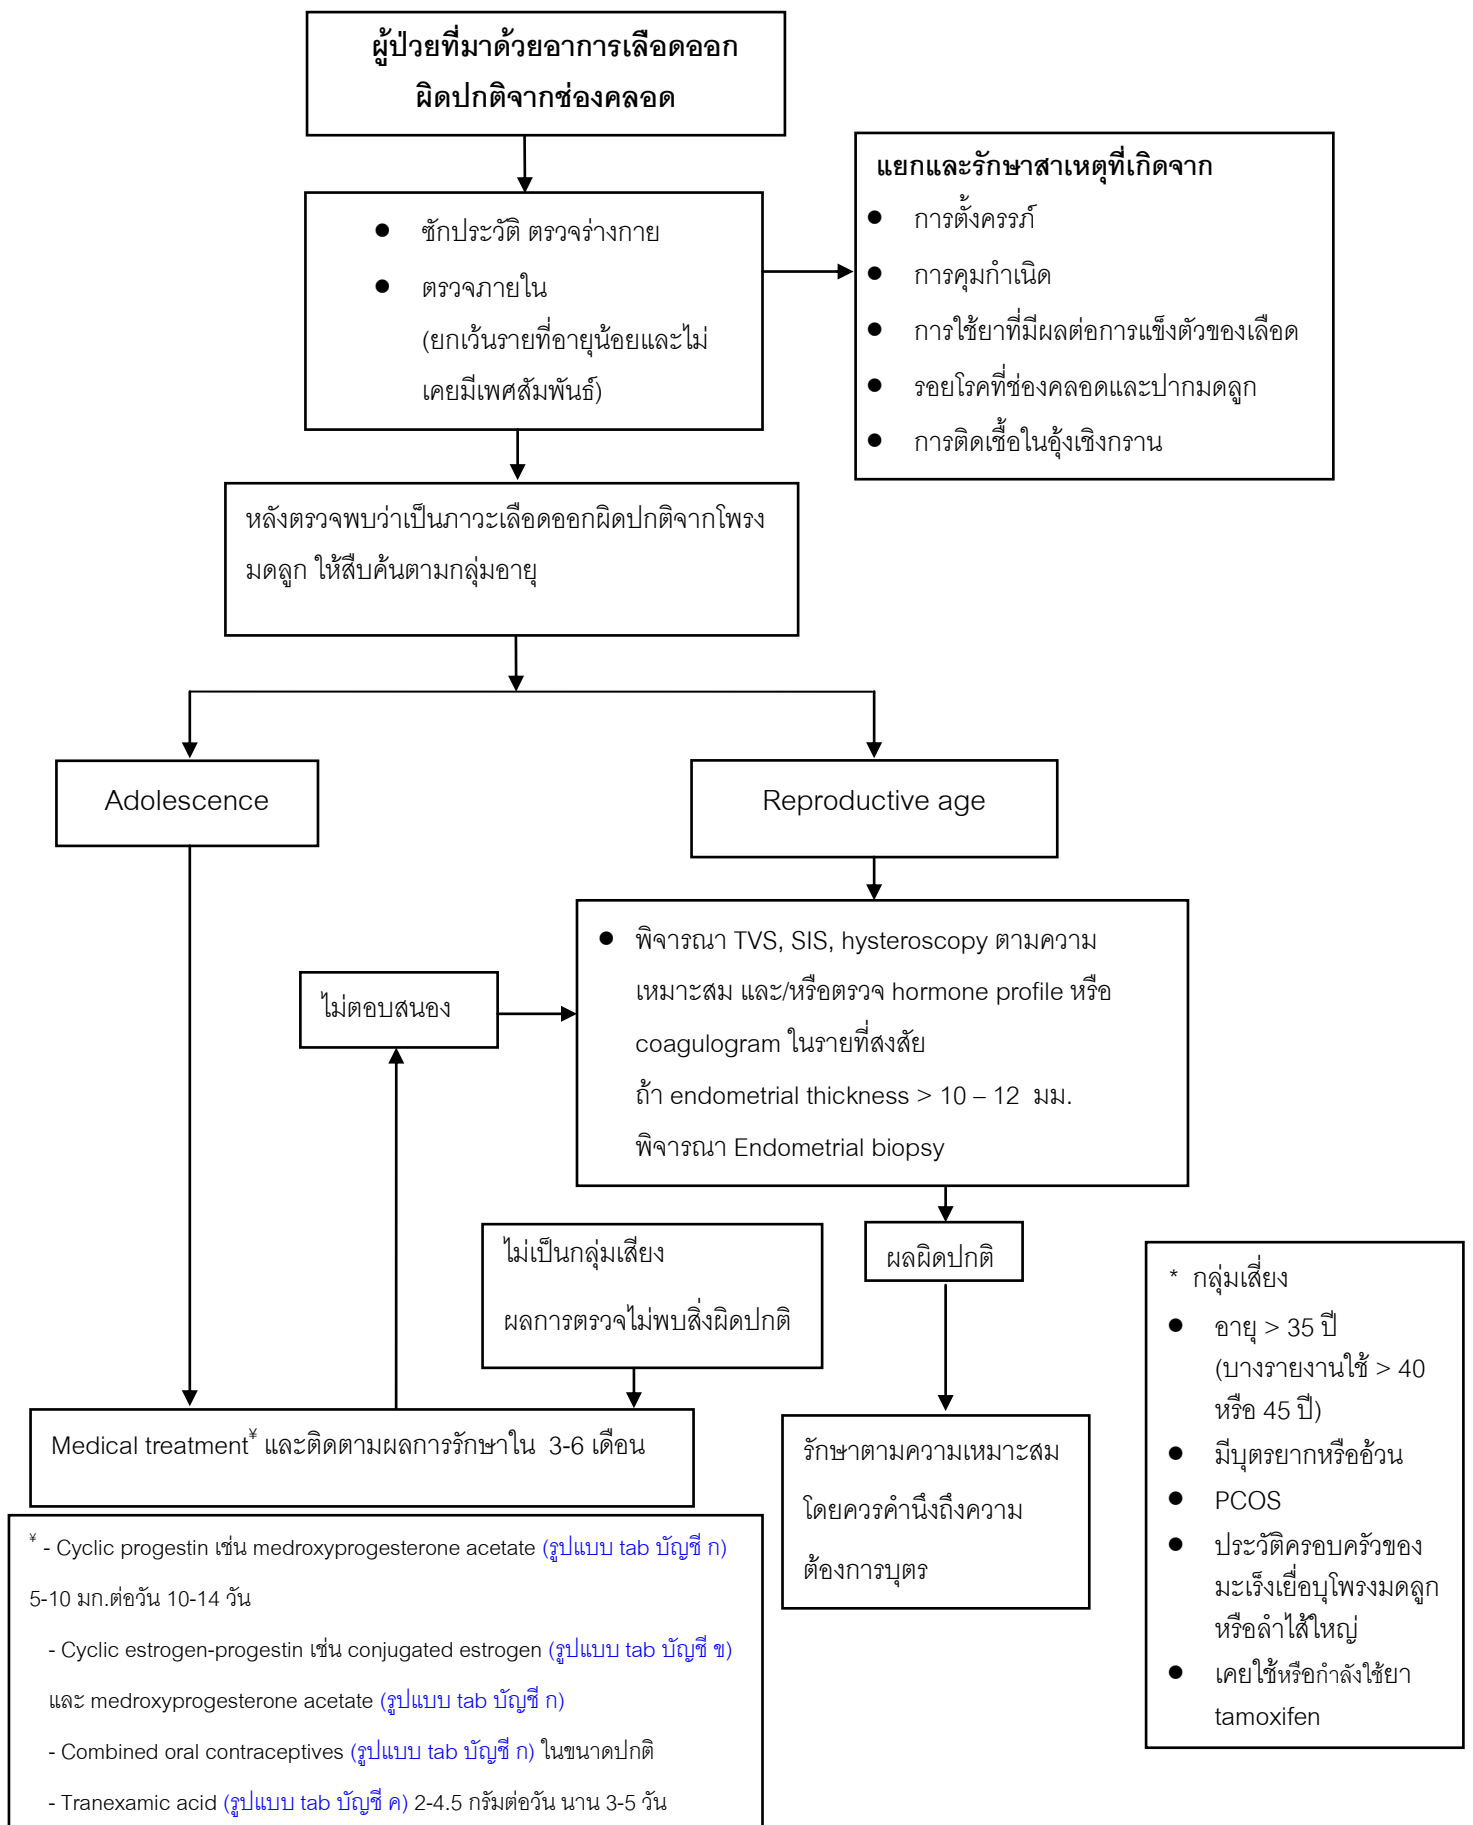 ผู้ป่วยที่มาด้วยอาการเลือดออก
ผิดปกติจากช่องคลอด
แยกและรักษาสาเหตุที่เกิดจาก
● การตั้งครรภ์
● การคุมกำเนิด
● การใช้ยาที่มีผลต่อการแข็งตัวของเลือด
● รอยโรคที่ช่องคลอดและปากมดลูก
● การติดเชื้อในอุ้งเชิงกราน
● ซักประวัติ ตรวจร่างกาย
● ตรวจภายใน
(ยกเว้นรายที่อายุน้อยและไม่
เคยมีเพศสัมพันธ์)
หลังตรวจพบว่าเป็นภาวะเลือดออกผิดปกติจากโพรง
มดลูก ให้สืบค้นตามกลุ่มอายุ
Adolescence
Reproductive age
● พิจารณา TVS, SIS, hysteroscopy ตามความ
เหมาะสม และ/หรือตรวจ hormone profile หรือ
coagulogram ในรายที่สงสัย
ถ้า endometrial thickness > 10 – 12 มม.
พิจารณา Endometrial biopsy
ไม่ตอบสนอง
ไม่เป็นกลุ่มเสี่ยง
ผลการตรวจไม่พบสิ่งผิดปกติ
ผลผิดปกติ
* กลุ่มเสี่ยง
● อายุ > 35 ปี
(บางรายงานใช้ > 40
หรือ 45 ปี)
● มีบุตรยากหรืออ้วน
● PCOS
● ประวัติครอบครัวของ
มะเร็งเยื่อบุโพรงมดลูก
หรือลำไส้ใหญ่
● เคยใช้หรือกำลังใช้ยา
tamoxifen
Medical treatment¥ และติดตามผลการรักษาใน 3-6 เดือน
รักษาตามความเหมาะสม
โดยควรคำนึงถึงความ
ต้องการบุตร
¥ - Cyclic progestin เช่น medroxyprogesterone acetate (รูปแบบ tab บัญชี ก)
5-10 มก.ต่อวัน 10-14 วัน
- Cyclic estrogen-progestin เช่น conjugated estrogen (รูปแบบ tab บัญชี ข)
และ medroxyprogesterone acetate (รูปแบบ tab บัญชี ก)
- Combined oral contraceptives (รูปแบบ tab บัญชี ก) ในขนาดปกติ
- Tranexamic acid (รูปแบบ tab บัญชี ค) 2-4.5 กรัมต่อวัน นาน 3-5 วัน